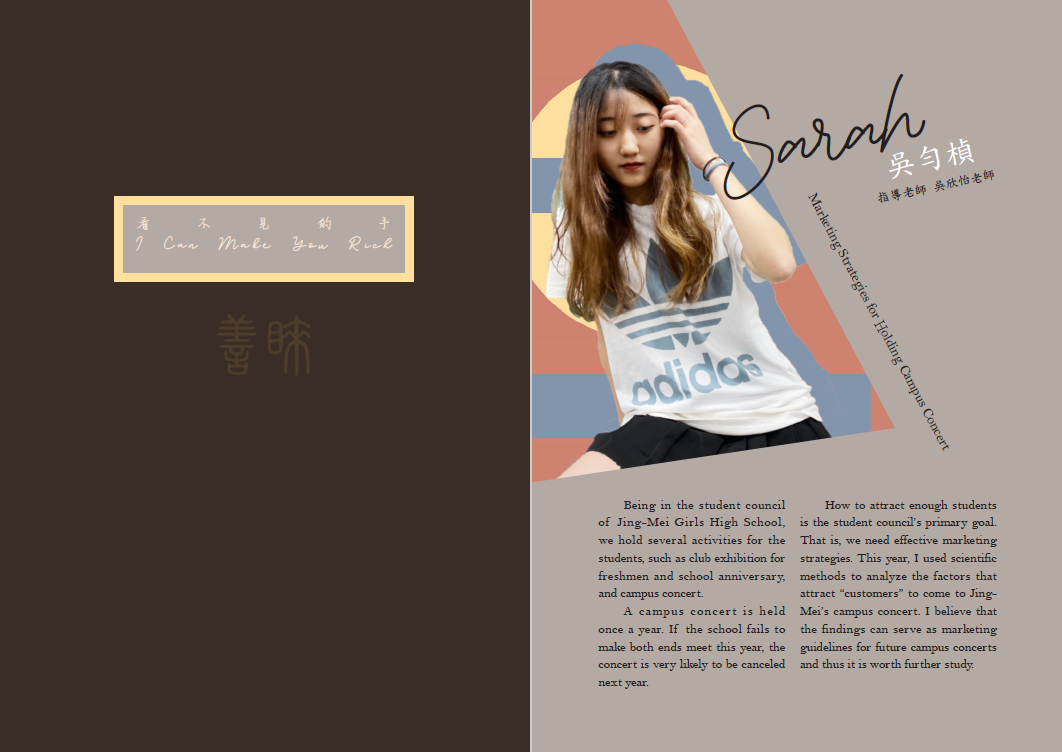 看不見的手
I Can Make You Rich
善睞
Sarah
吳勻楨
指導老師 吳欣怡老師
Marketing Strategies for Holding Campus Concert
adidas
Being in the student council
of Jing-Mei Girls High School,
we hold several activities for the
students, such as club exhibition for
freshmen and school anniversary,
and campus concert.
A campus concert is held
once a year. If the school fails to
make both ends meet this year, the
concert is very likely to be canceled
next year.
How to attract enough students
is the student council's primary goal.
That is, we need effective marketing
strategies. This year, I used scientific
methods to analyze the factors that
attract “customers” to come to Jing-
Mei's campus concert. I believe that
the findings can serve as marketing
guidelines for future campus concerts
and thus it is worth further study.